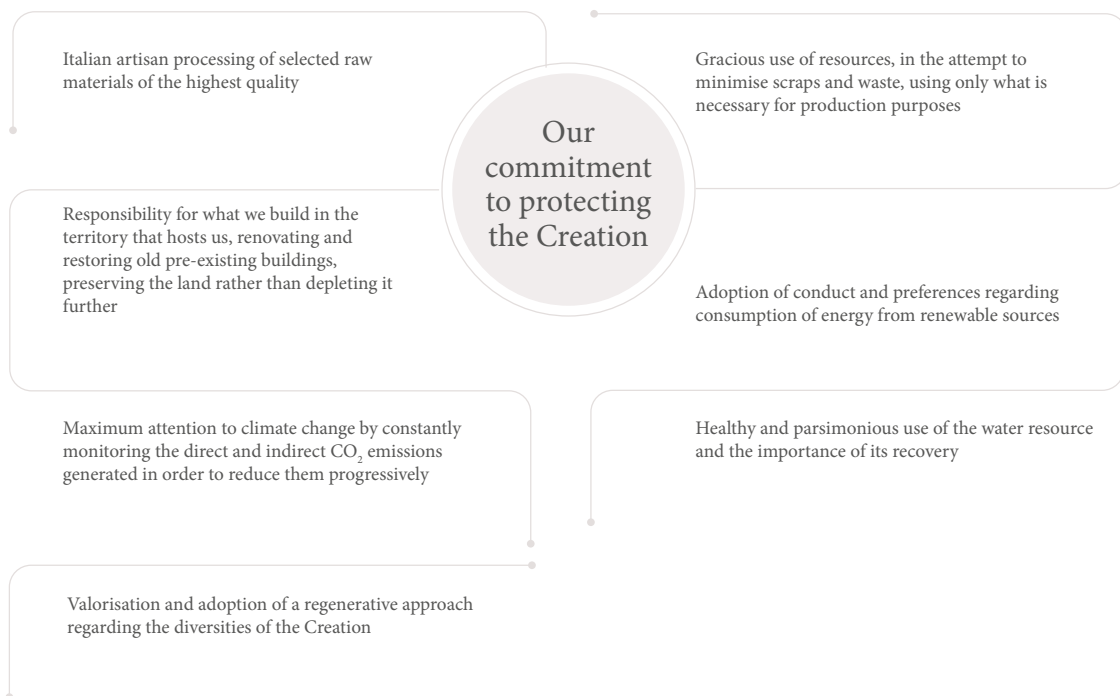 Italian artisan processing of selected raw
materials of the highest quality
Gracious use of resources, in the attempt to
minimise scraps and waste, using only what is
necessary for production purposes
Our
commitment
to protecting
the Creation
Responsibility for what we build in the
territory that hosts us, renovating and
restoring old pre-existing buildings,
preserving the land rather than depleting it
further
Adoption of conduct and preferences regarding
consumption of energy from renewable sources
Maximum attention to climate change by constantly
monitoring the direct and indirect CO₂ emissions
generated in order to reduce them progressively
Healthy and parsimonious use of the water resource
and the importance of its recovery
Valorisation and adoption of a regenerative approach
regarding the diversities of the Creation